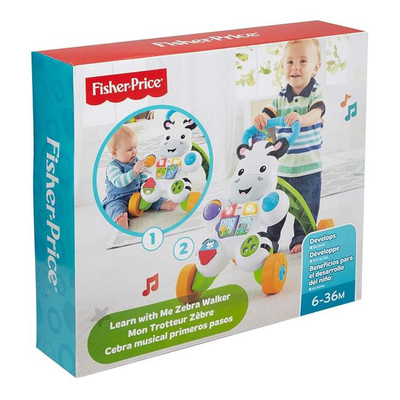 Fisher-Price
Fisher-Price
1
2
Develops
Développe
Beneficios para
el desarrollo
del niño:
6-36M
Learn with Me Zebra Walker
Mon Trotteur Zèbre
Cebra musical primeros pasos